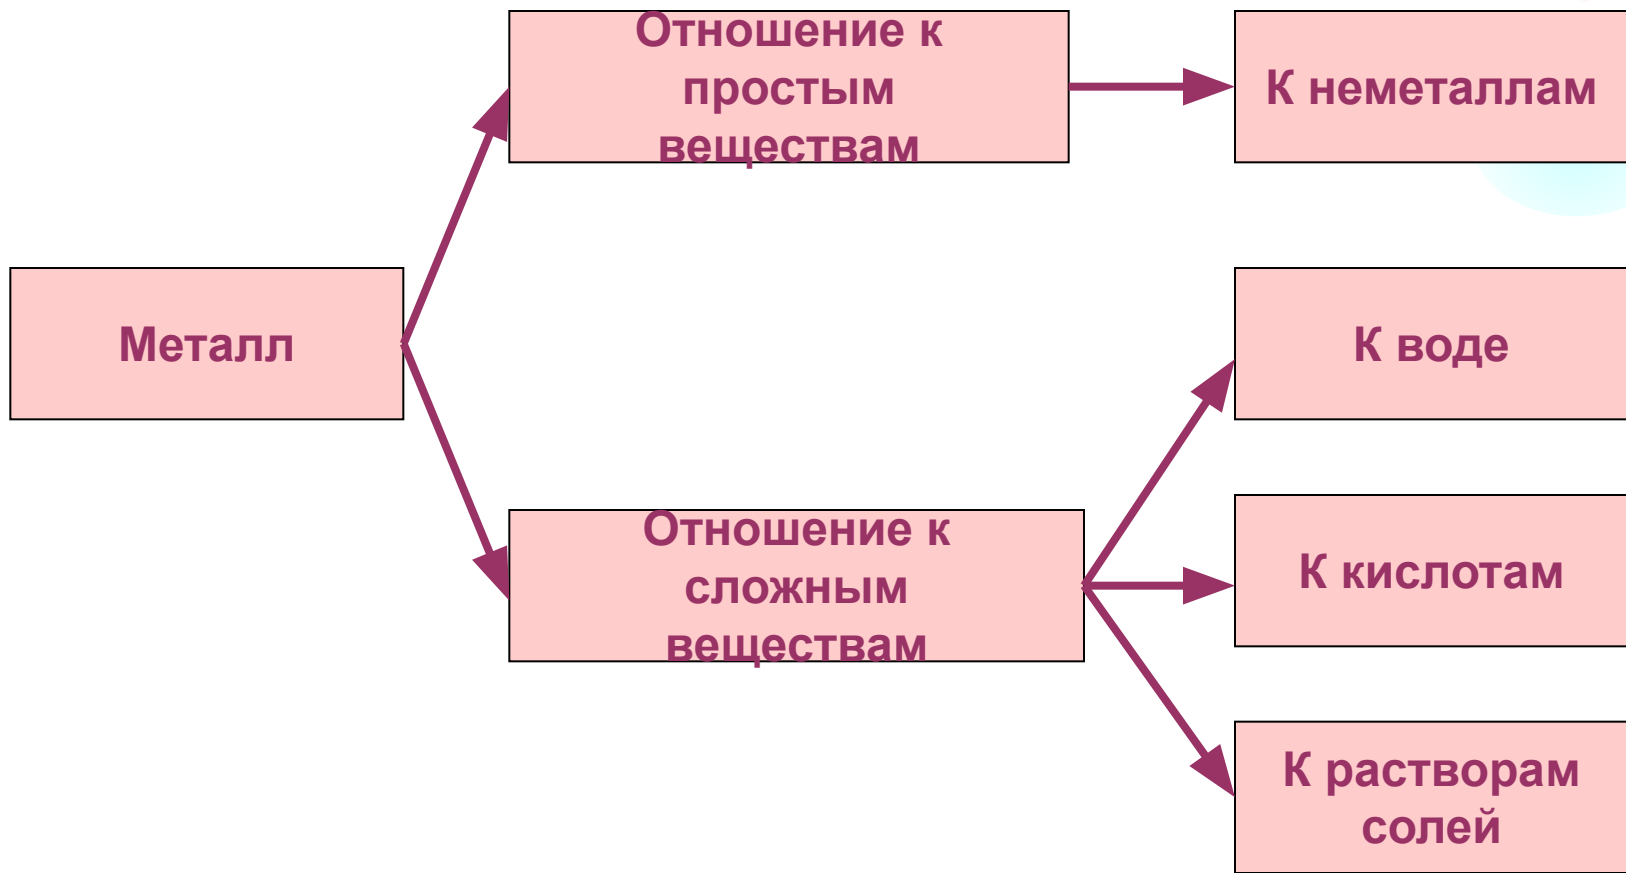 Отношение к
простым
веществам
К неметаллам
Металл
К воде
Отношение к
сложным
веществам
К кислотам
К растворам
солей